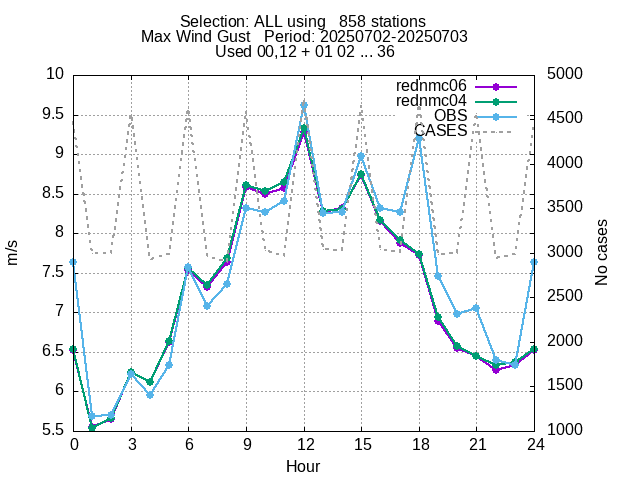 Selection: ALL using   858 stations
Max Wind Gust   Period: 20250702-20250703
Used 00,12 + 01 02 ... 36
rednmc06
rednmc04
OBS
CASES
m/s
10
9.5
9
8.5
8
7.5
7
6.5
6
5.5
No cases
5000
4500
4000
3500
3000
2500
2000
1500
1000
0 3 6 9 12 15 18 21 24
Hour